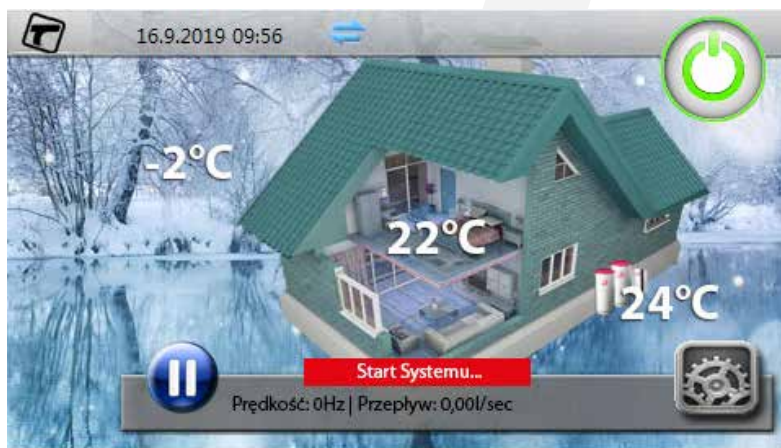 16.9.2019 09:56
-2°C
22°C
24°C
Start Systemu...
Prędkość: 0Hz | Przepływ: 0,00l/sec